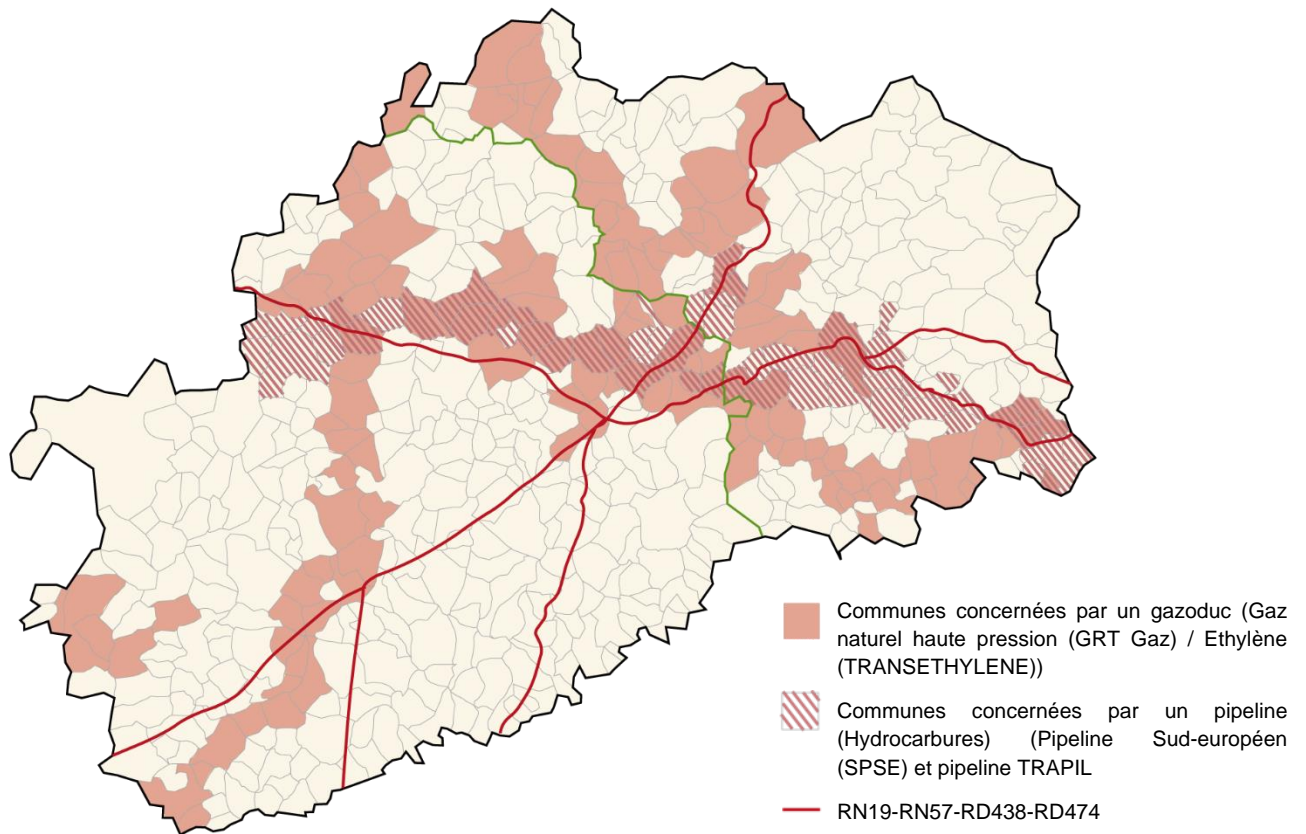 Communes concernées par un gazoduc (Gaz
naturel haute pression (GRT Gaz) / Ethylène
(TRANSETHYLENE))
Communes concernées par un pipeline
(Hydrocarbures) (Pipeline Sud-européen
(SPSE) et pipeline TRAPIL
RN19-RN57-RD438-RD474